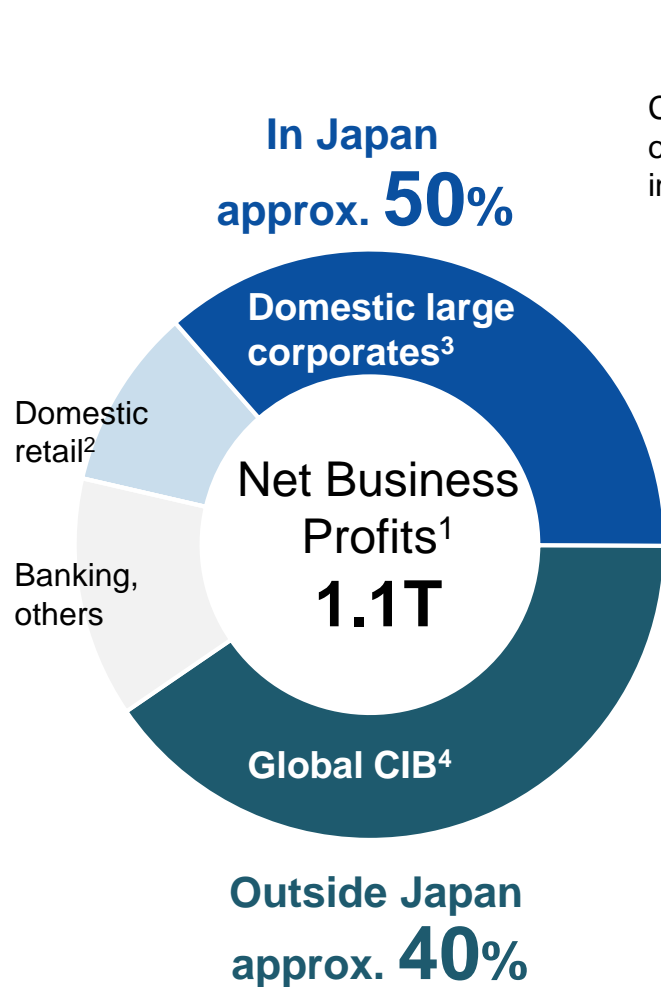 In Japan
approx. 50%
Domestic large
corporates³
Domestic
retail²
Net Business
Profits¹
1.1T
Banking,
others
Global CIB⁴
Outside Japan
approx. 40%